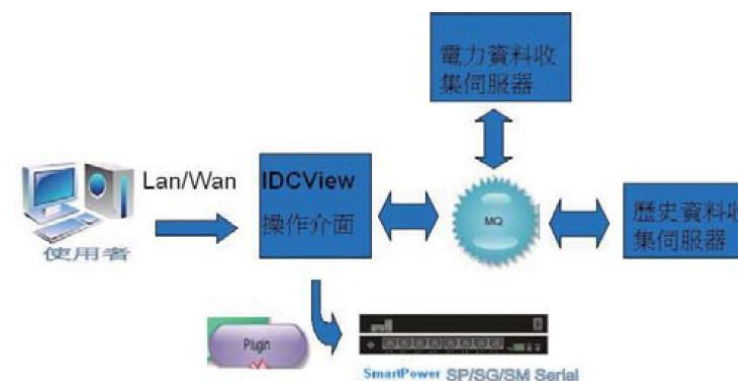 電力資料收
集伺服器
Lan/Wan
IDCView
操作介面
MQ
歷史資料收
集伺服器
使用者
Plugin
SmartPower SP/SG/SM Serial